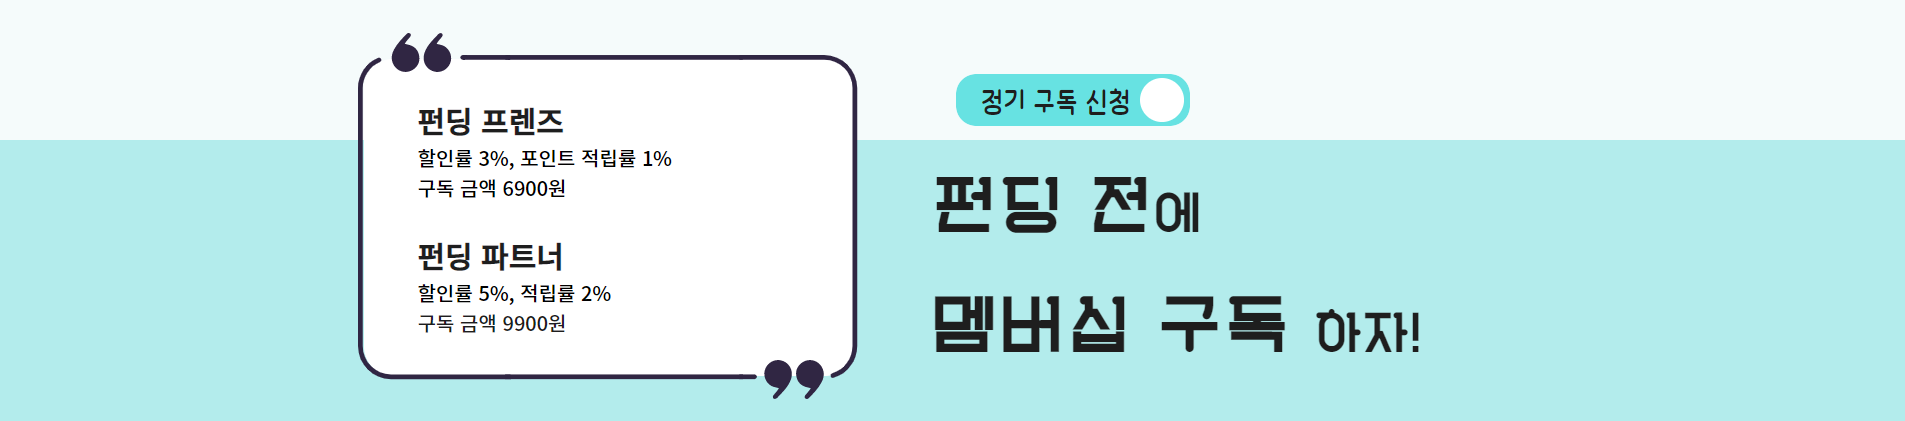 펀딩 프렌즈
할인률 3%, 포인트 적립률 1%
구독 금액 6900원
펀딩 파트너
할인률 5%, 적립률 2%
구독 금액 9900원
정기 구독 신청
펀딩 전에
멤버십 구독 하자!